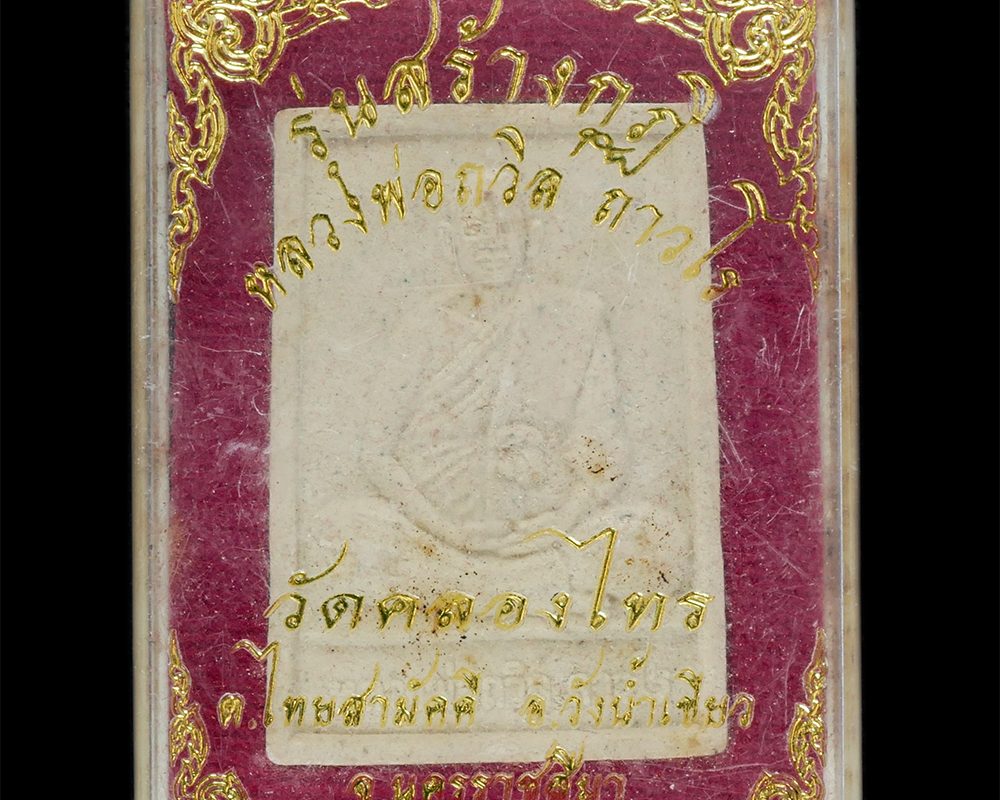 รุ่นสร้างกุฏิ
หลวงพ่อถวิล ถาวโร
วัดคลองไทร
ต.ไทยสามัคคี อ.วังน้ำเขียว
จ.นครราชสีมา